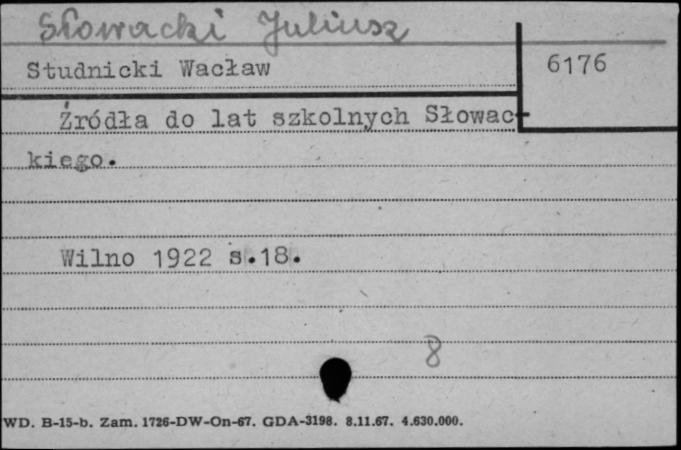 Słowacki Juliusz
Studnicki Wacław
6176
Źródła do lat szkolnych Słowac-
kiego.
Wilno 1922 s.18.
8
WD. B-15-b. Zam. 1726-DW-On-67. GDA-3198. 8.11.67. 4.630.000.